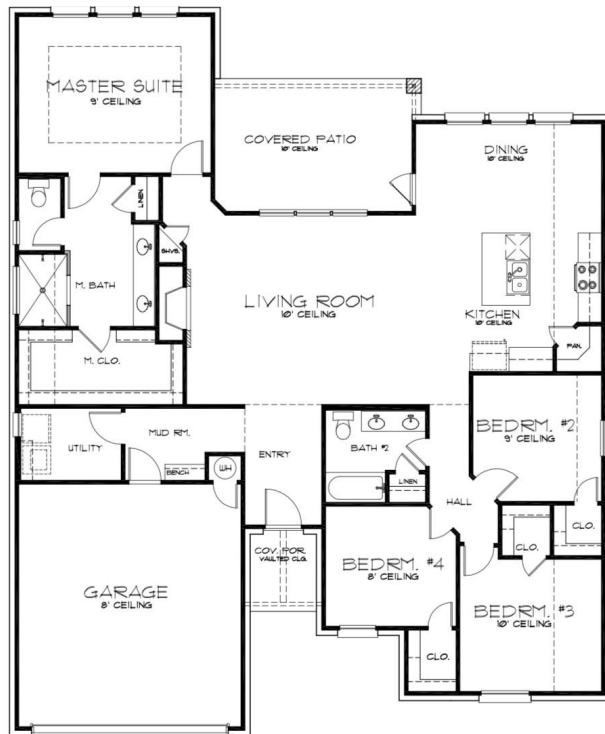 MASTER SUITE
9' CEILING
COVERED PATIO
10' CEILING
DINING
10' CEILING
LINEN
SHVS.
M. BATH
LIVING ROOM
10' CEILING
KITCHEN
10' CEILING
PAN.
M. CLO.
UTILITY
MUD RM.
BENCH
WH
ENTRY
BATH #2
LINEN
BEDRM. #2
9' CEILING
HALL
CLO.
CLO.
COV. POR.
VAULTED CLG.
BEDRM. #4
8' CEILING
GARAGE
8' CEILING
BEDRM. #3
10' CEILING
CLO.